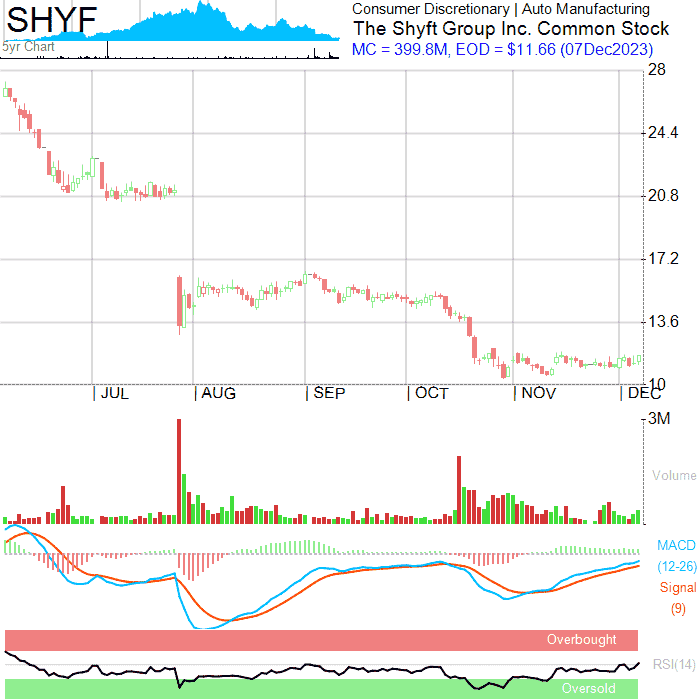 SHYF
5yr Chart
Consumer Discretionary | Auto Manufacturing
The Shyft Group Inc. Common Stock
MC = 399.8M, EOD = $11.66 (07Dec2023)
28
24.4
20.8
17.2
13.6
10
JUL AUG SEP OCT NOV DEC
3M
Volume
MACD
(12-26)
Signal
(9)
Overbought
RSI(14)
Oversold